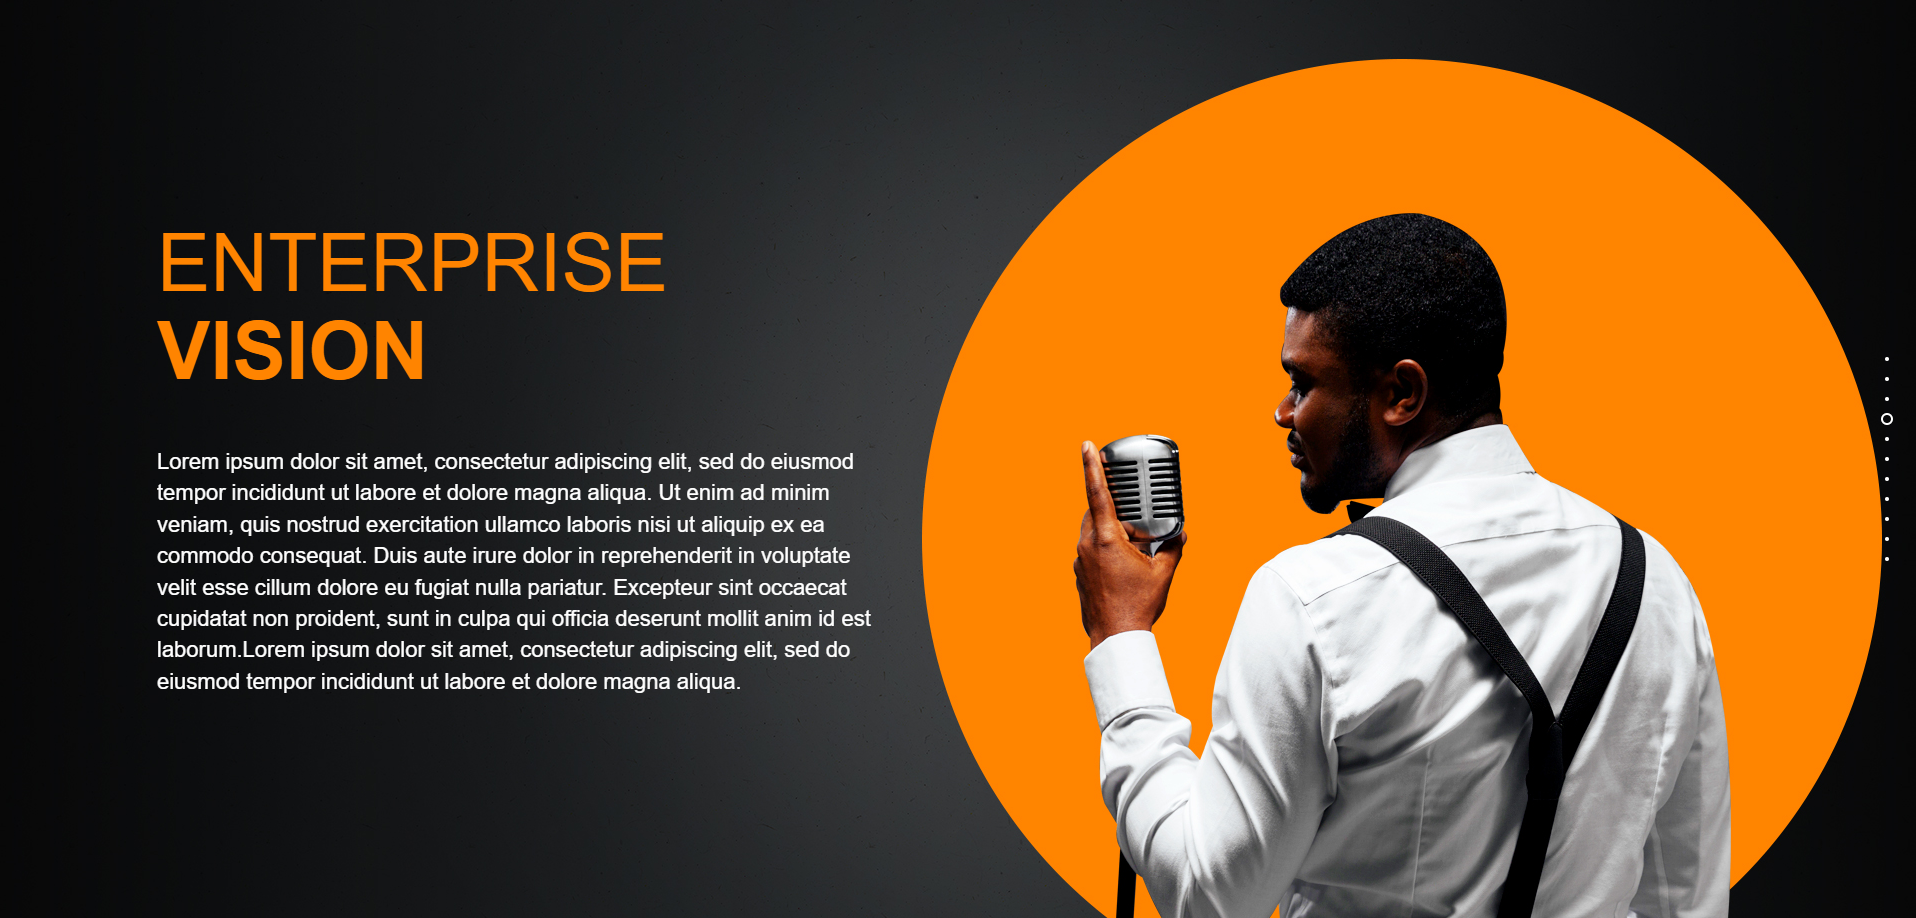 ENTERPRISE
VISION
Lorem ipsum dolor sit amet, consectetur adipiscing elit, sed do eiusmod
tempor incididunt ut labore et dolore magna aliqua. Ut enim ad minim
veniam, quis nostrud exercitation ullamco laboris nisi ut aliquip ex ea
commodo consequat. Duis aute irure dolor in reprehenderit in voluptate
velit esse cillum dolore eu fugiat nulla pariatur. Excepteur sint occaecat
cupidatat non proident, sunt in culpa qui officia deserunt mollit anim id est
laborum.Lorem ipsum dolor sit amet, consectetur adipiscing elit, sed do
eiusmod tempor incididunt ut labore et dolore magna aliqua.